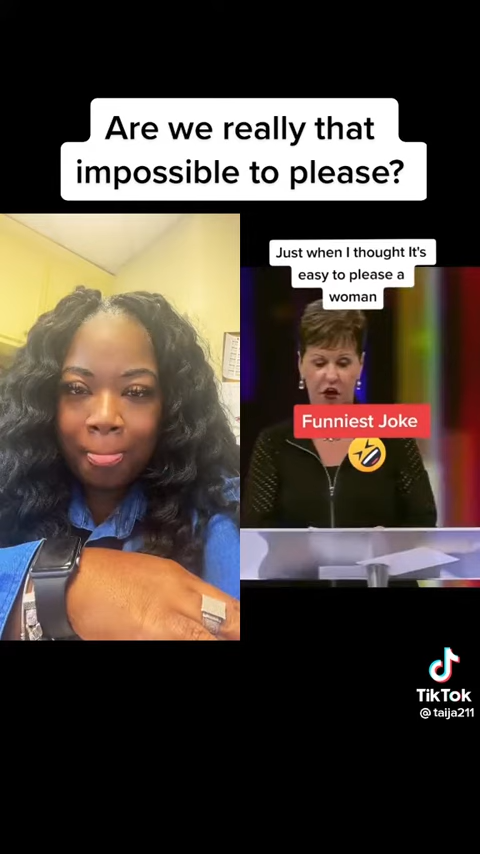 Are we really that
impossible to please?
Just when I thought It's
easy to please a
woman
Funniest Joke
TikTok
@taija211